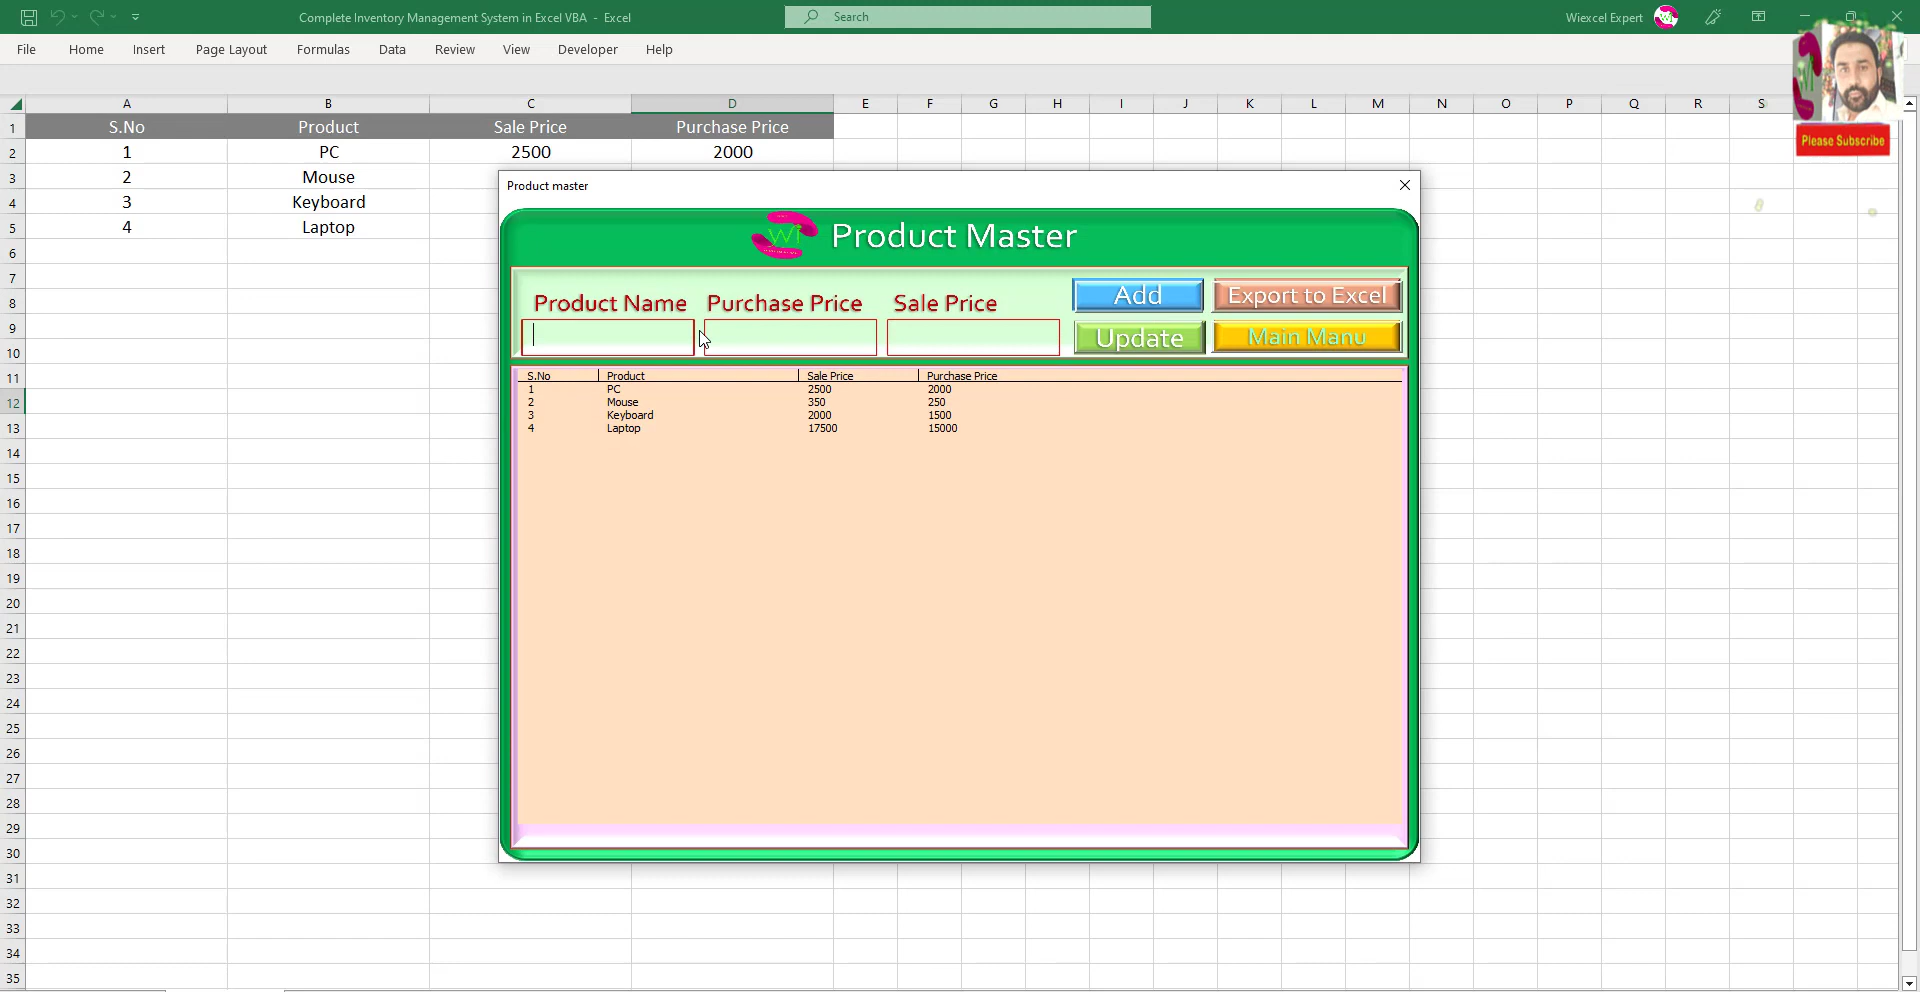 Complete Inventory Management System in Excel VBA - Excel
Search
Wiexcel Expert
File Home Insert Page Layout Formulas Data Review View Developer Help
Please Subscribe
A B C D E F G H I J K L M N O P Q R S
1 S.No Product Sale Price Purchase Price
2 1 PC 2500 2000
3 2 Mouse
4 3 Keyboard
5 4 Laptop
6
7
8
9
10
11
12
13
14
15
16
17
18
19
20
21
22
23
24
25
26
27
28
29
30
31
32
33
34
35
Product master
Wi Product Master
Product Name Purchase Price Sale Price
Add Export to Excel
Update Main Manu
S.No Product Sale Price Purchase Price
1 PC 2500 2000
2 Mouse 350 250
3 Keyboard 2000 1500
4 Laptop 17500 15000